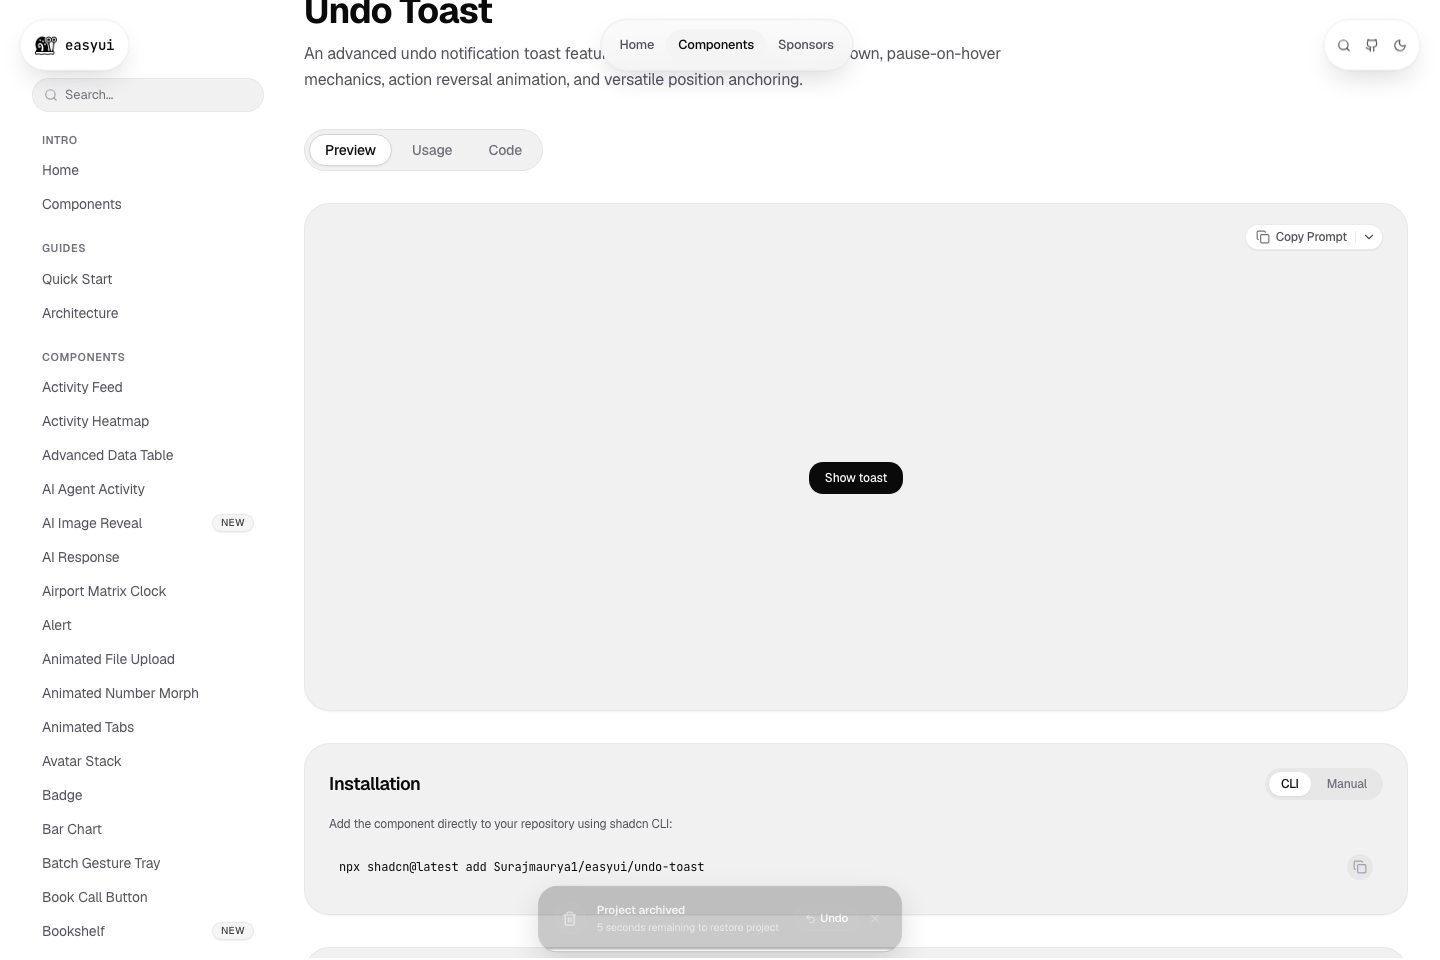 Undo Toast
easyui
Home
Components
Sponsors
An advanced undo notification toast own, pause-on-hover
mechanics, action reversal animation, and versatile position anchoring.
Search...
Preview
Usage
Code
INTRO
Home
Components
GUIDES
Quick Start
Architecture
COMPONENTS
Activity Feed
Activity Heatmap
Advanced Data Table
AI Agent Activity
AI Image Reveal
NEW
AI Response
Airport Matrix Clock
Alert
Animated File Upload
Animated Number Morph
Animated Tabs
Avatar Stack
Badge
Bar Chart
Batch Gesture Tray
Book Call Button
Bookshelf
NEW
Copy Prompt
Show toast
Installation
CLI
Manual
Add the component directly to your repository using shadcn CLI:
npx shadcn@latest add Surajmaurya1/easyui/undo-toast
Project archived
5 seconds remaining to restore project
Undo